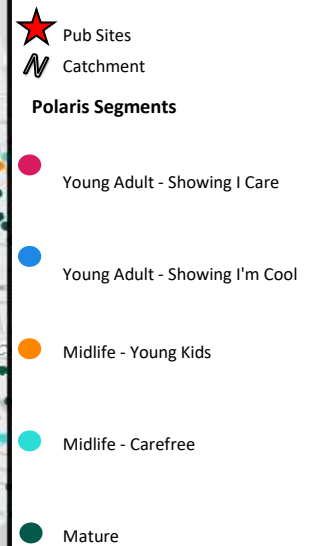 Pub Sites
Catchment
Polaris Segments
Young Adult - Showing I Care
Young Adult - Showing I'm Cool
Midlife - Young Kids
Midlife - Carefree
Mature